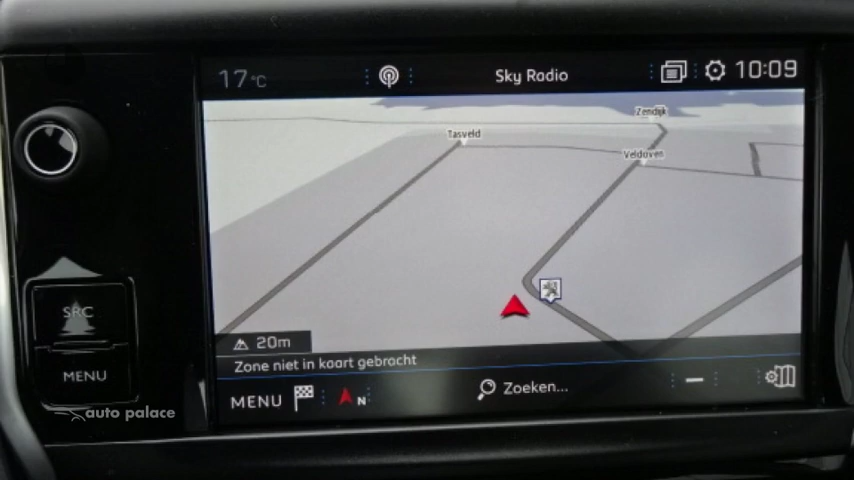 17°C
Sky Radio
10:09
Zendijk
Tasveld
Veldoven
SRC
20m
Zone niet in kaart gebrocht
MENU
MENU
N
Zoeken...
auto palace